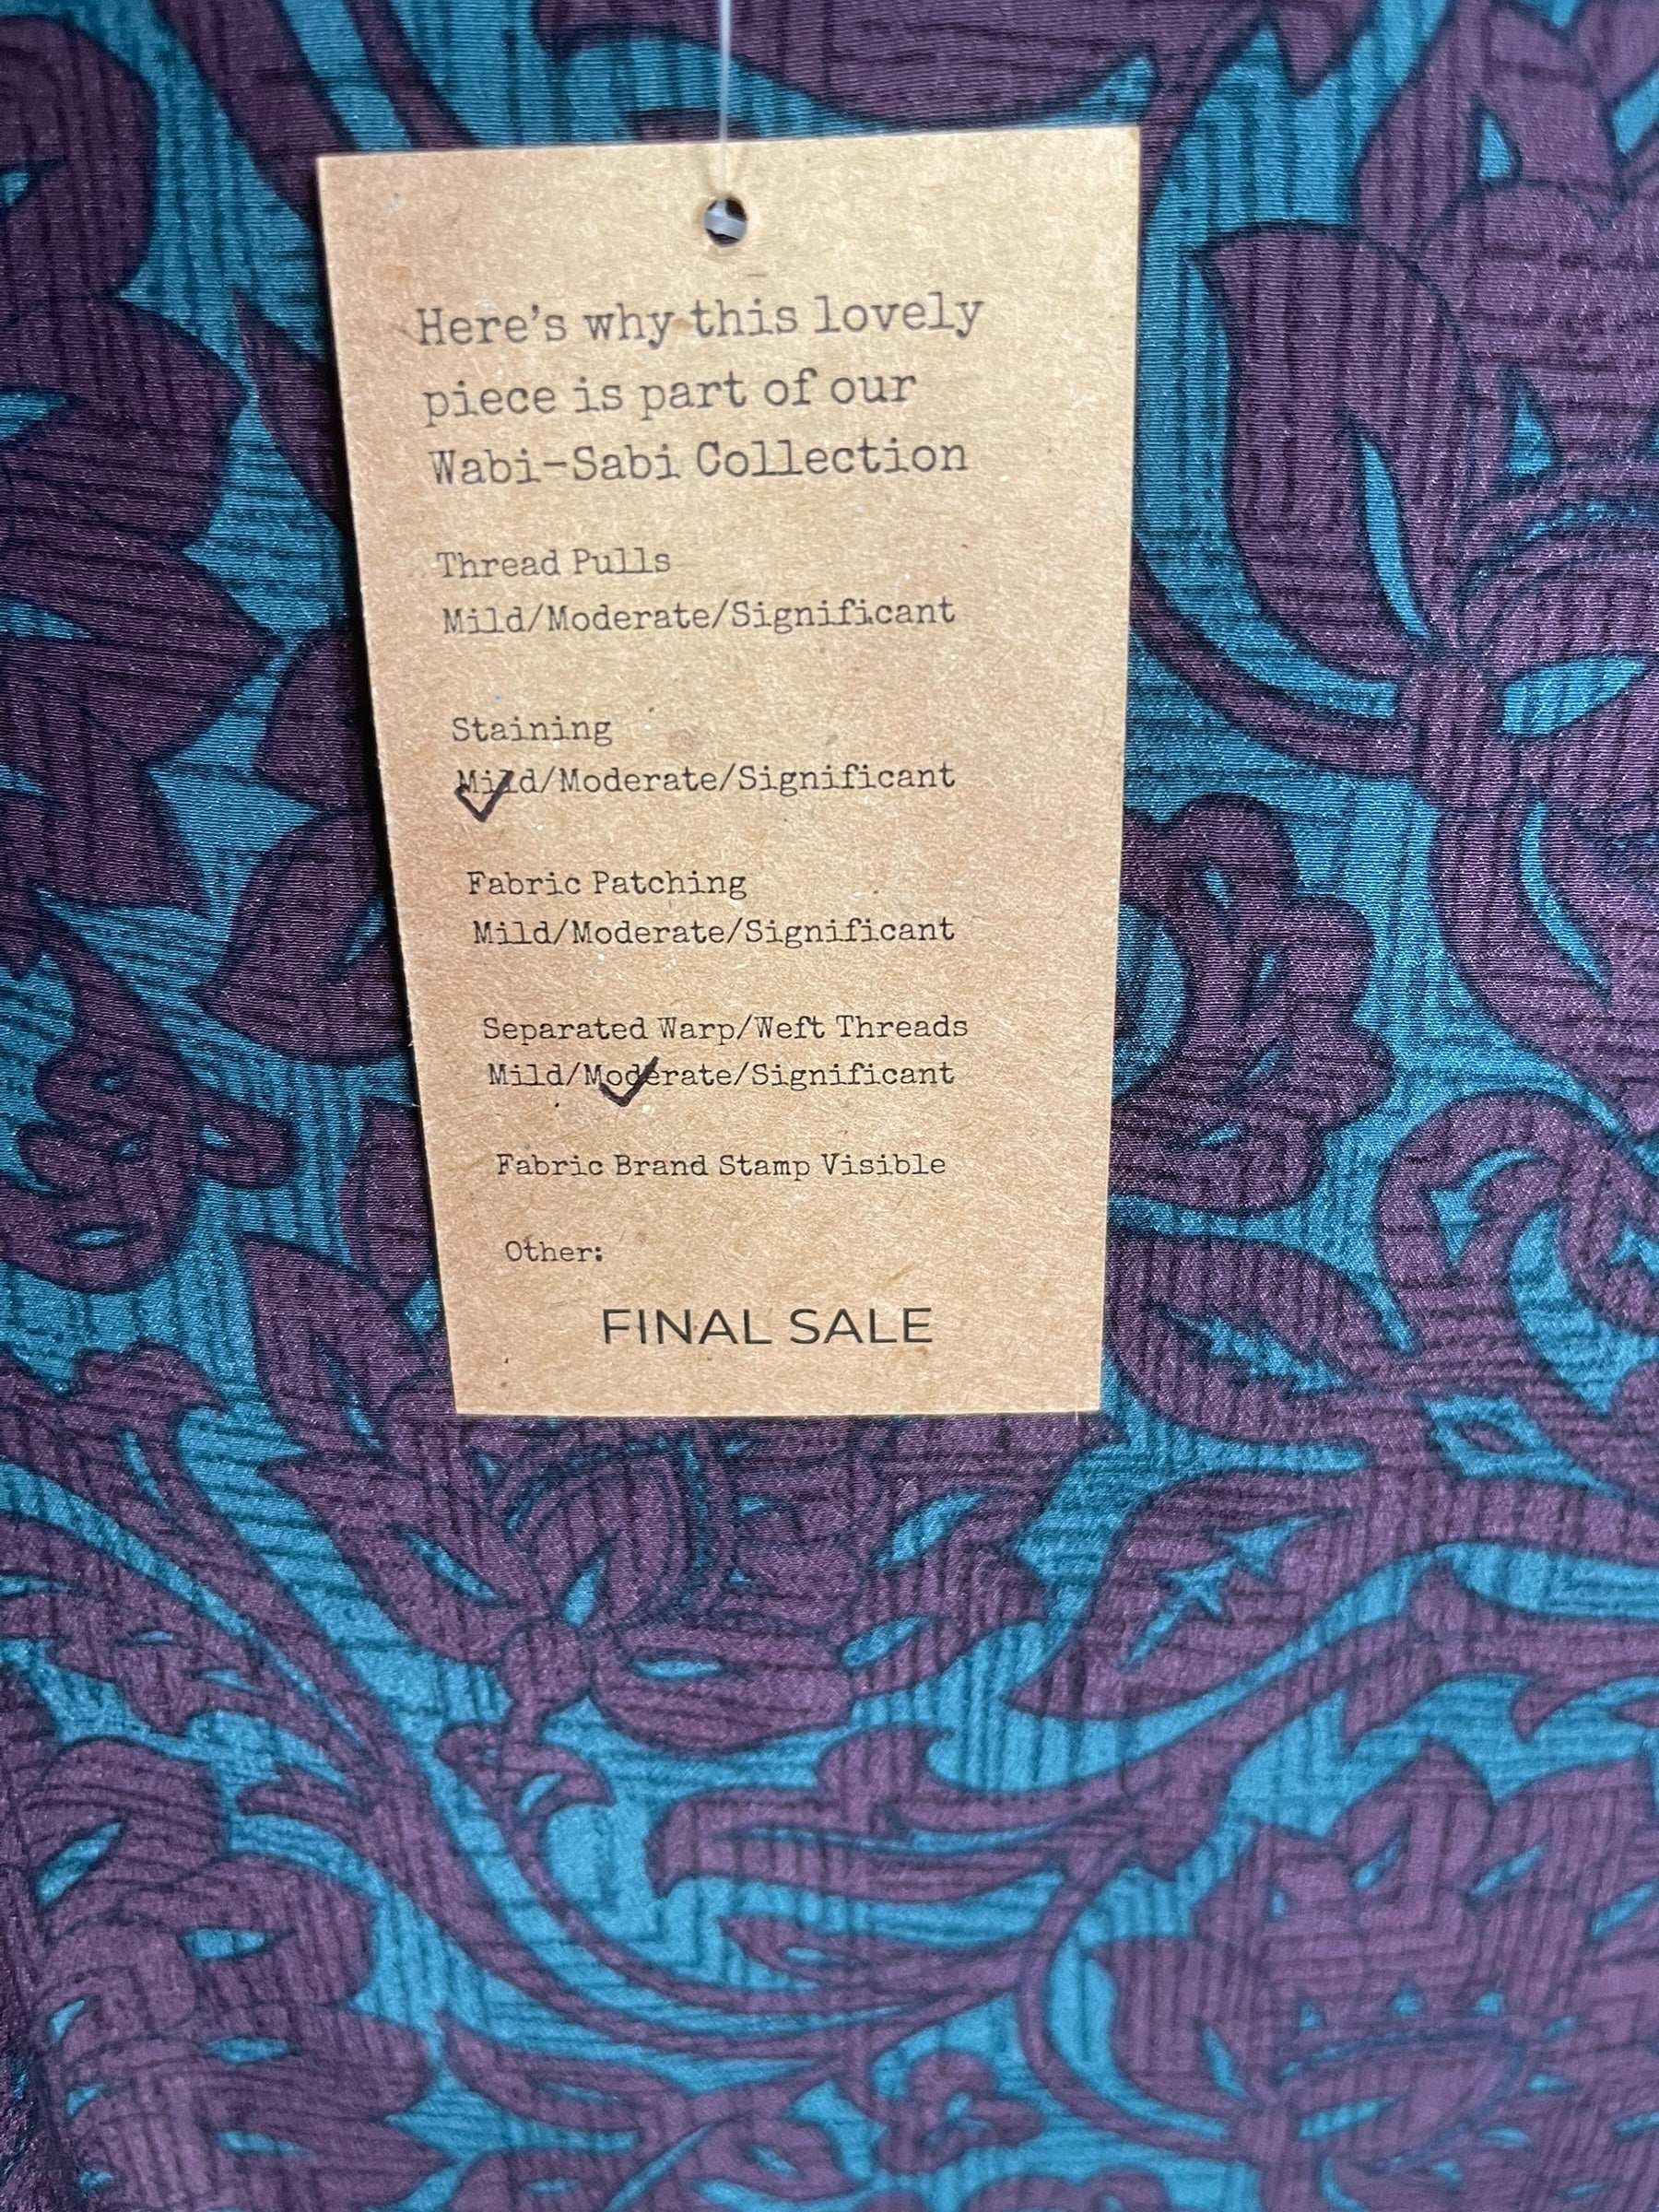 Here's why this lovely
piece is part of our
Wabi-Sabi Collection
Thread Pulls
Mild/Moderate/Significant
Staining
Mild/Moderate/Significant
Fabric Patching
Mild/Moderate/Significant
Separated Warp/Weft Threads
Mild/Moderate/Significant
Fabric Brand Stamp Visible
Other:
FINAL SALE